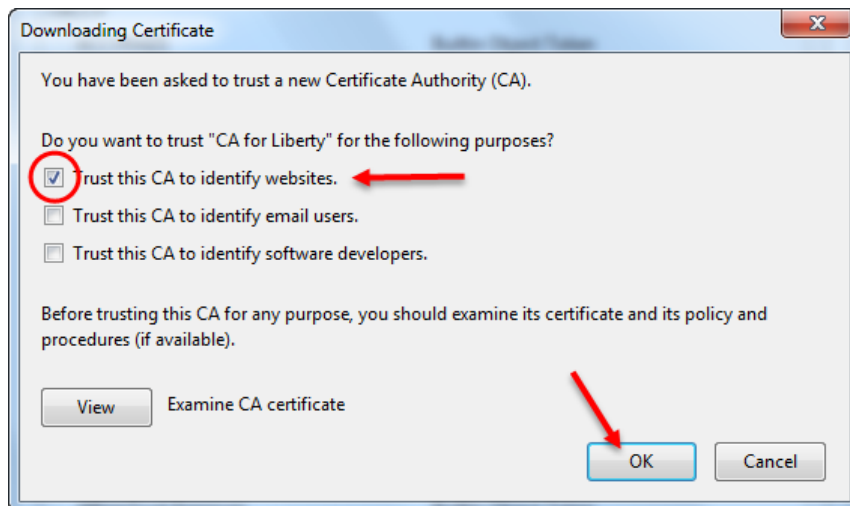 Downloading Certificate
You have been asked to trust a new Certificate Authority (CA).
Do you want to trust "CA for Liberty" for the following purposes?
Trust this CA to identify websites.
Trust this CA to identify email users.
Trust this CA to identify software developers.
Before trusting this CA for any purpose, you should examine its certificate and its policy and
procedures (if available).
View Examine CA certificate
OK Cancel